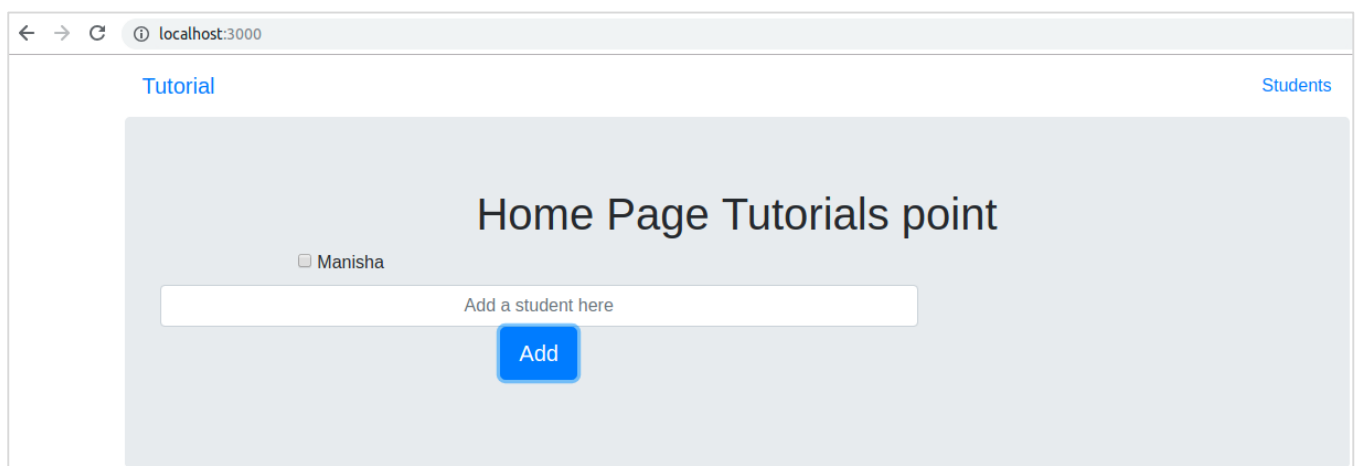 localhost:3000
Tutorial Students
Home Page Tutorials point
Manisha
Add a student here
Add